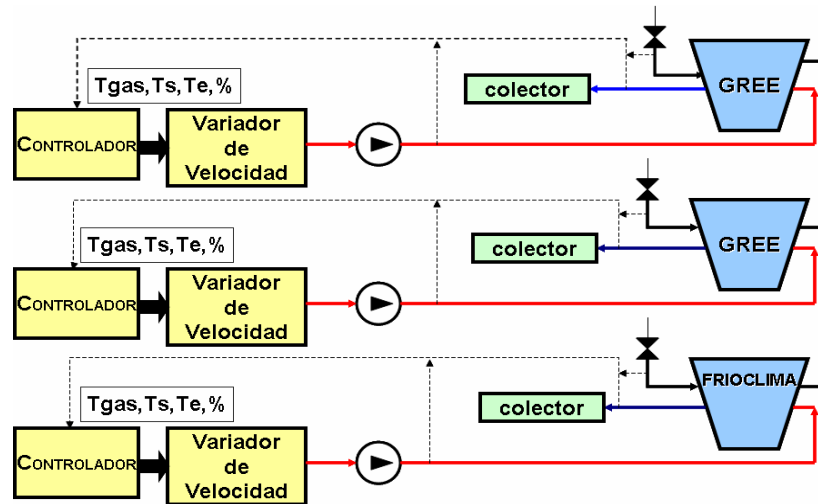 Tgas,Ts,Te,%
colector
GREE
CONTROLADOR
Variador
de
Velocidad
Tgas,Ts,Te,%
colector
GREE
CONTROLADOR
Variador
de
Velocidad
FRIOCLIMA
Tgas,Ts,Te,%
colector
CONTROLADOR
Variador
de
Velocidad